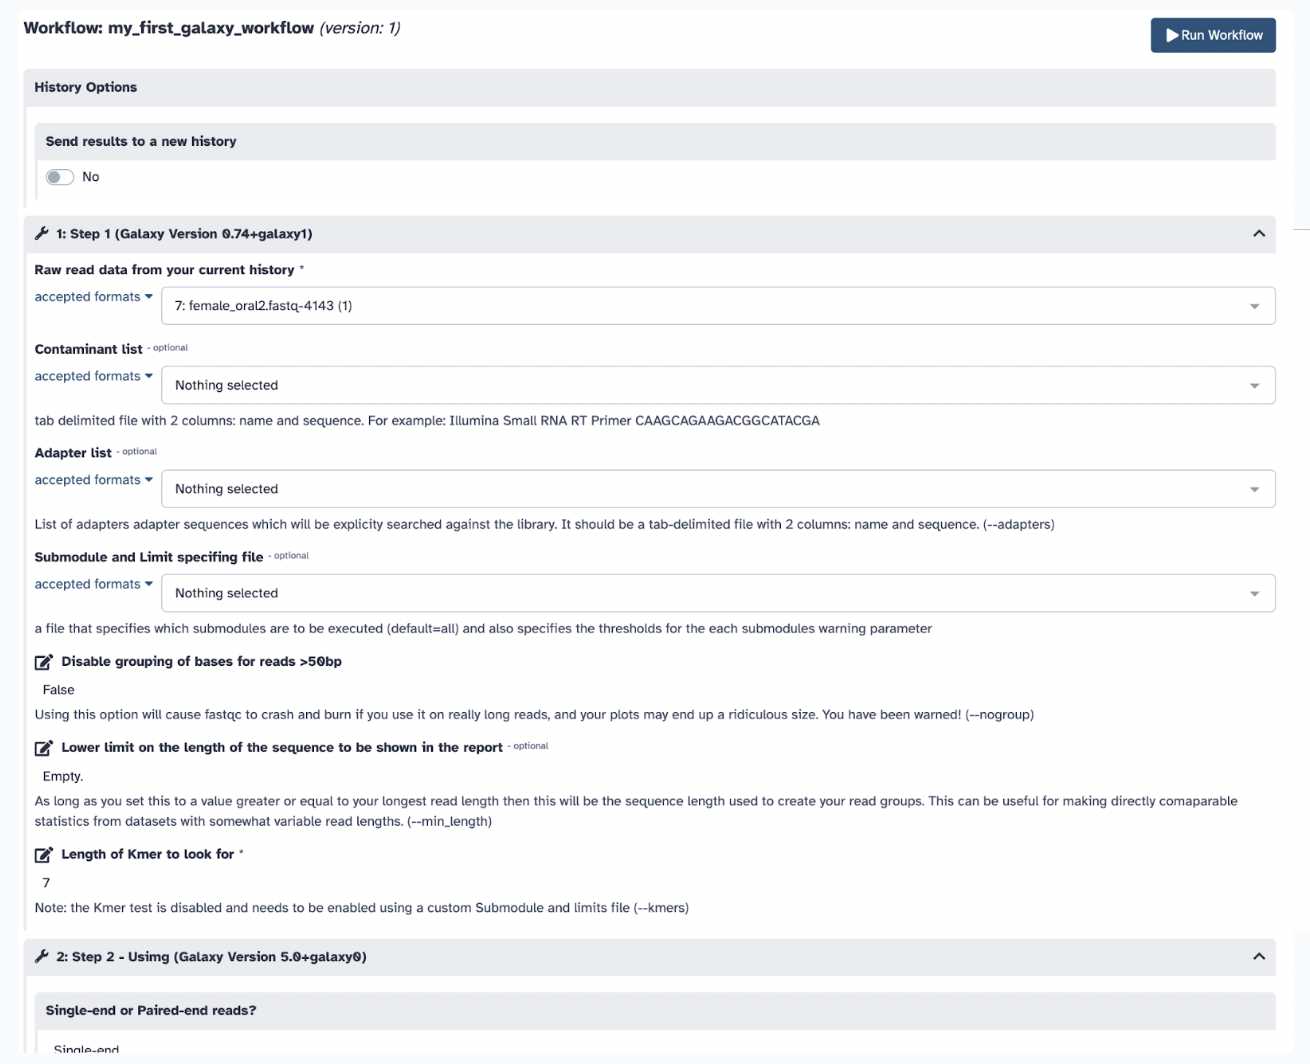 Workflow: my_first_galaxy_workflow (version: 1)
Run Workflow
History Options
Send results to a new history
No
1: Step 1 (Galaxy Version 0.74+galaxy1)
Raw read data from your current history *
accepted formats
7: female_oral2.fastq-4143 (1)
Contaminant list - optional
accepted formats
Nothing selected
tab delimited file with 2 columns: name and sequence. For example: Illumina Small RNA RT Primer CAAGCAGAAGACGGCATACGA
Adapter list - optional
accepted formats
Nothing selected
List of adapters adapter sequences which will be explicity searched against the library. It should be a tab-delimited file with 2 columns: name and sequence. (--adapters)
Submodule and Limit specifing file - optional
accepted formats
Nothing selected
a file that specifies which submodules are to be executed (default=all) and also specifies the thresholds for the each submodules warning parameter
Disable grouping of bases for reads >50bp
False
Using this option will cause fastqc to crash and burn if you use it on really long reads, and your plots may end up a ridiculous size. You have been warned! (--nogroup)
Lower limit on the length of the sequence to be shown in the report - optional
Empty.
As long as you set this to a value greater or equal to your longest read length then this will be the sequence length used to create your read groups. This can be useful for making directly comaparable
statistics from datasets with somewhat variable read lengths. (--min_length)
Length of Kmer to look for *
7
Note: the Kmer test is disabled and needs to be enabled using a custom Submodule and limits file (--kmers)
2: Step 2 - Usimg (Galaxy Version 5.0+galaxy0)
Single-end or Paired-end reads?
Single-end